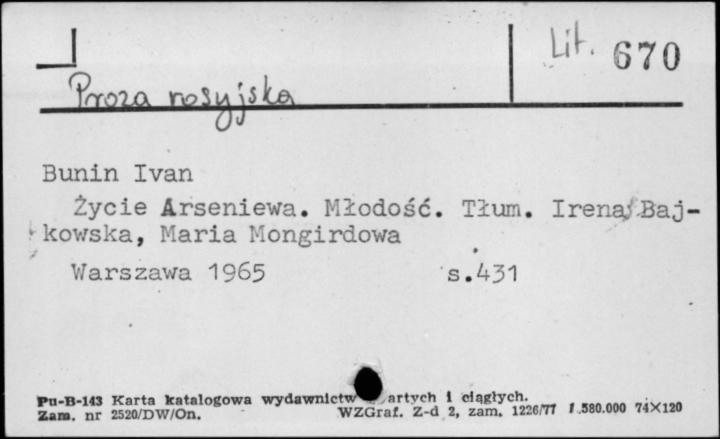 Lit. 670
Proza rosyjska
Bunin Ivan
Życie Arseniewa. Młodość. Tłum. Irena Baj-
kowska, Maria Mongirdowa
Warszawa 1965 s.431
Pu-B-143 Karta katalogowa wydawnictw artych i ciągłych.
Zam. nr 2520/DW/On. WZGraf. Z-d 2, zam. 1226/77 1.580.000 74×120